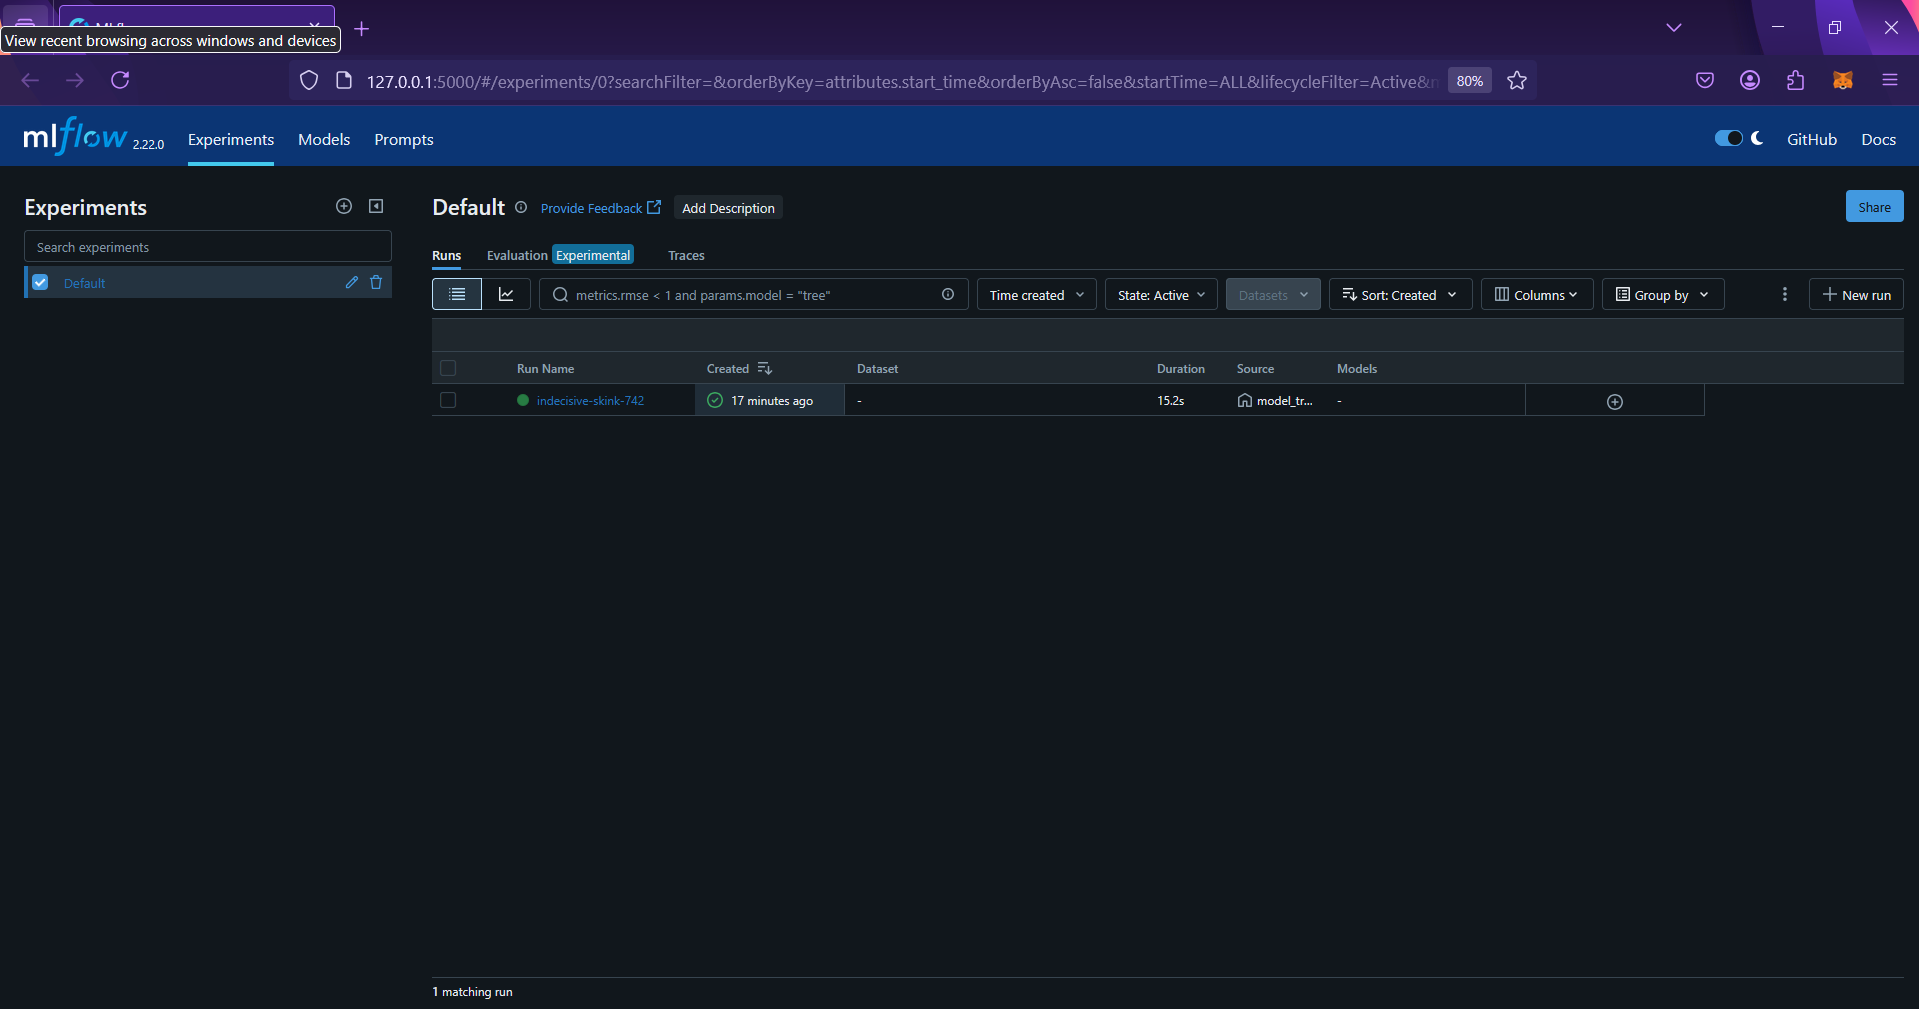 View recent browsing across windows and devices
127.0.0.1:5000/#/experiments/0?searchFilter=&orderByKey=attributes.start_time&orderByAsc=false&startTime=ALL&lifecycleFilter=Active&
80%
mlflow 2.22.0
Experiments
Models
Prompts
GitHub
Docs
Experiments
Search experiments
Default
Default
Provide Feedback
Add Description
Share
Runs
Evaluation Experimental
Traces
metrics.rmse < 1 and params.model = "tree"
Time created
State: Active
Datasets
Sort: Created
Columns
Group by
New run
Run Name
Created
Dataset
Duration
Source
Models
indecisive-skink-742
17 minutes ago
-
15.2s
model_tr...
-
1 matching run